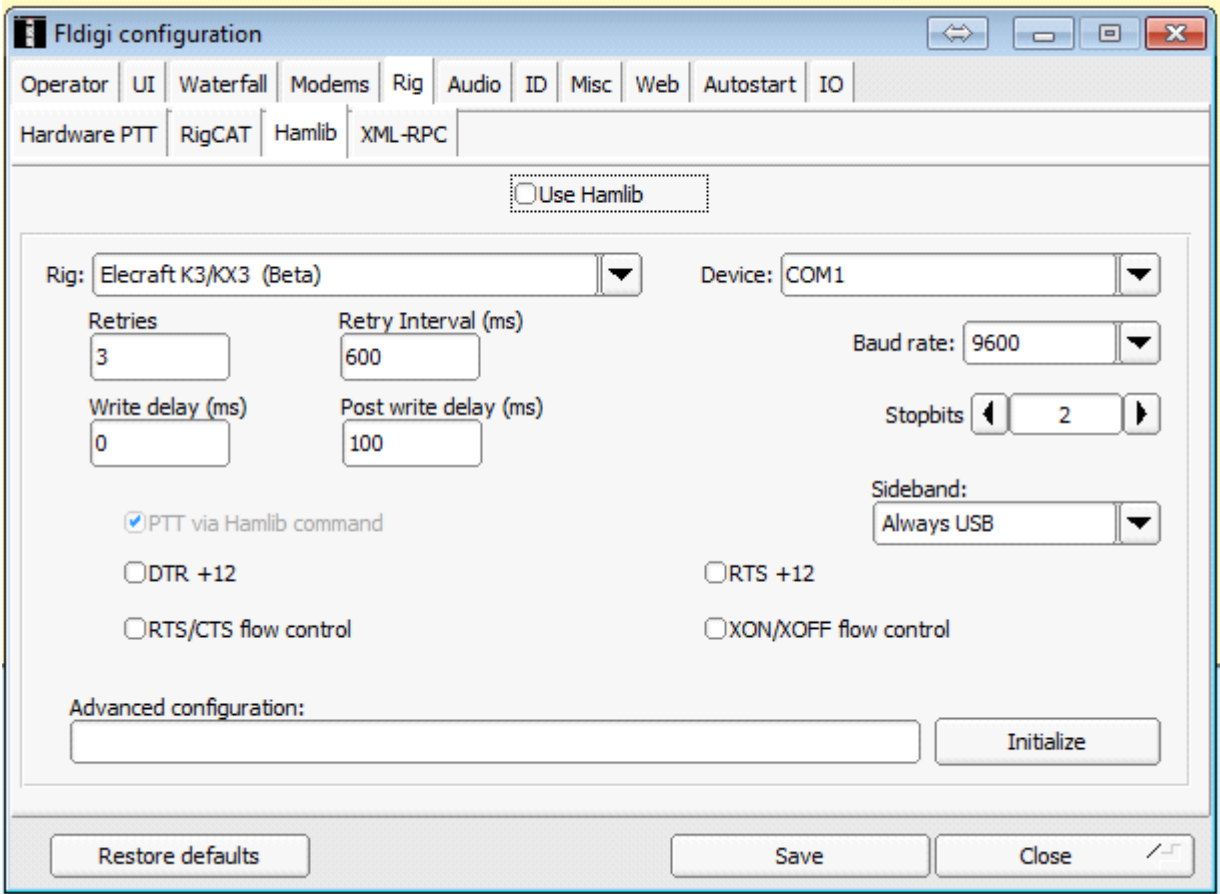 Fldigi configuration
Operator UI Waterfall Modems Rig Audio ID Misc Web Autostart IO
Hardware PTT RigCAT Hamlib XML-RPC
Use Hamlib
Rig: Elecraft K3/KX3 (Beta) Device: COM1
Retries Retry Interval (ms)
3 600 Baud rate: 9600
Write delay (ms) Post write delay (ms)
0 100 Stopbits 2
Sideband:
PTT via Hamlib command Always USB
DTR +12 RTS +12
RTS/CTS flow control XON/XOFF flow control
Advanced configuration:
Initialize
Restore defaults Save Close